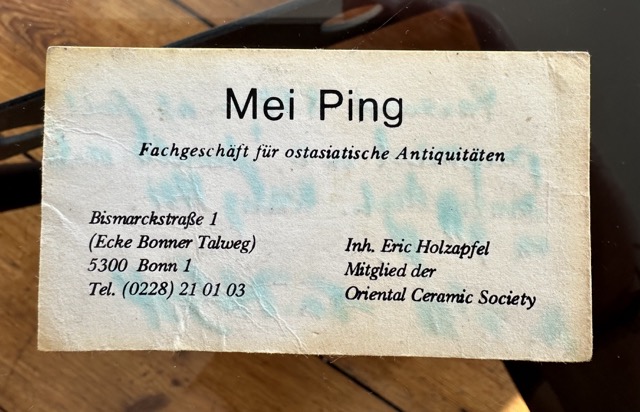 Mei Ping
Fachgeschäft für ostasiatische Antiquitäten
Bismarckstraße 1
(Ecke Bonner Talweg)
5300 Bonn 1
Tel. (0228) 21 01 03
Inh. Eric Holzapfel
Mitglied der
Oriental Ceramic Society